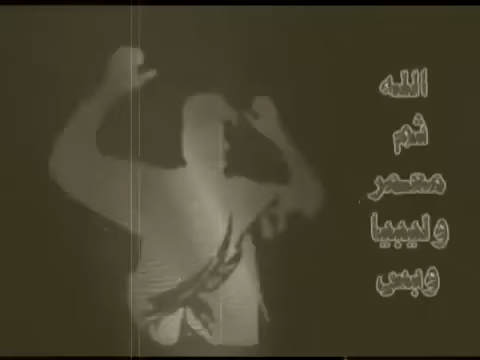 الله
ثم
معمر
وليبيا
وبس